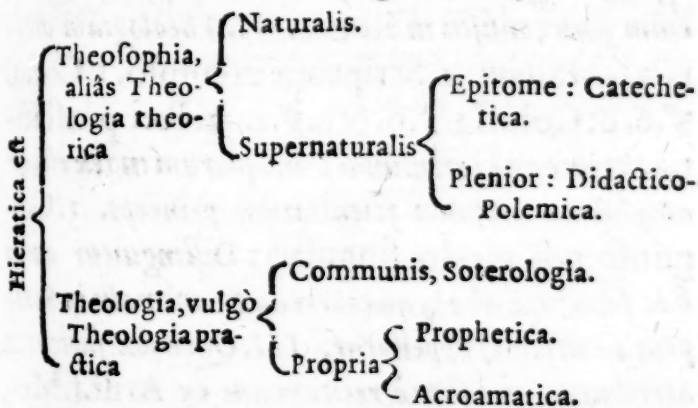 Hieratica eſt
Theoſophia,
aliàs Theo-
logia theo-
rica
Naturalis.
Supernaturalis
Epitome : Cateche-
tica.
Plenior : Didactico-
Polemica.
Theologia, vulgò
Theologia pra
ctica
Communis, Soterologia.
Propria
Prophetica.
Acroamatica.